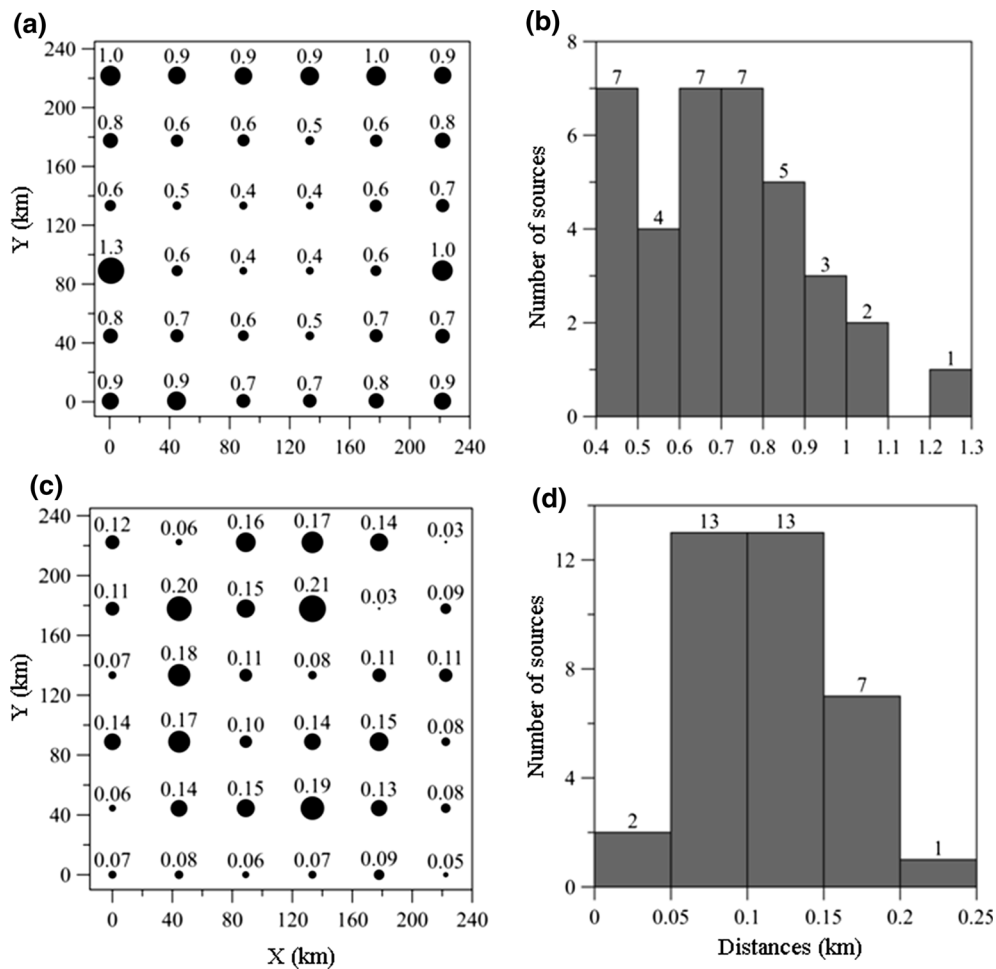 (a)
240
200
160
120
80
40
0
Y (km)
1.0 0.9 0.9 0.9 1.0 0.9
0.8 0.6 0.6 0.5 0.6 0.8
0.6 0.5 0.4 0.4 0.6 0.7
1.3 0.6 0.4 0.4 0.6 1.0
0.8 0.7 0.6 0.5 0.7 0.7
0.9 0.9 0.7 0.7 0.8 0.9
0 40 80 120 160 200 240
(b)
8
6
4
2
0
Number of sources
7 4 7 7 5 3 2 1
0.4 0.5 0.6 0.7 0.8 0.9 1 1.1 1.2 1.3
(c)
240
200
160
120
80
40
0
Y (km)
0.12 0.06 0.16 0.17 0.14 0.03
0.11 0.20 0.15 0.21 0.03 0.09
0.07 0.18 0.11 0.08 0.11 0.11
0.14 0.17 0.10 0.14 0.15 0.08
0.06 0.14 0.15 0.19 0.13 0.08
0.07 0.08 0.06 0.07 0.09 0.05
0 40 80 120 160 200 240
X (km)
(d)
12
8
4
0
Number of sources
2 13 13 7 1
0 0.05 0.1 0.15 0.2 0.25
Distances (km)